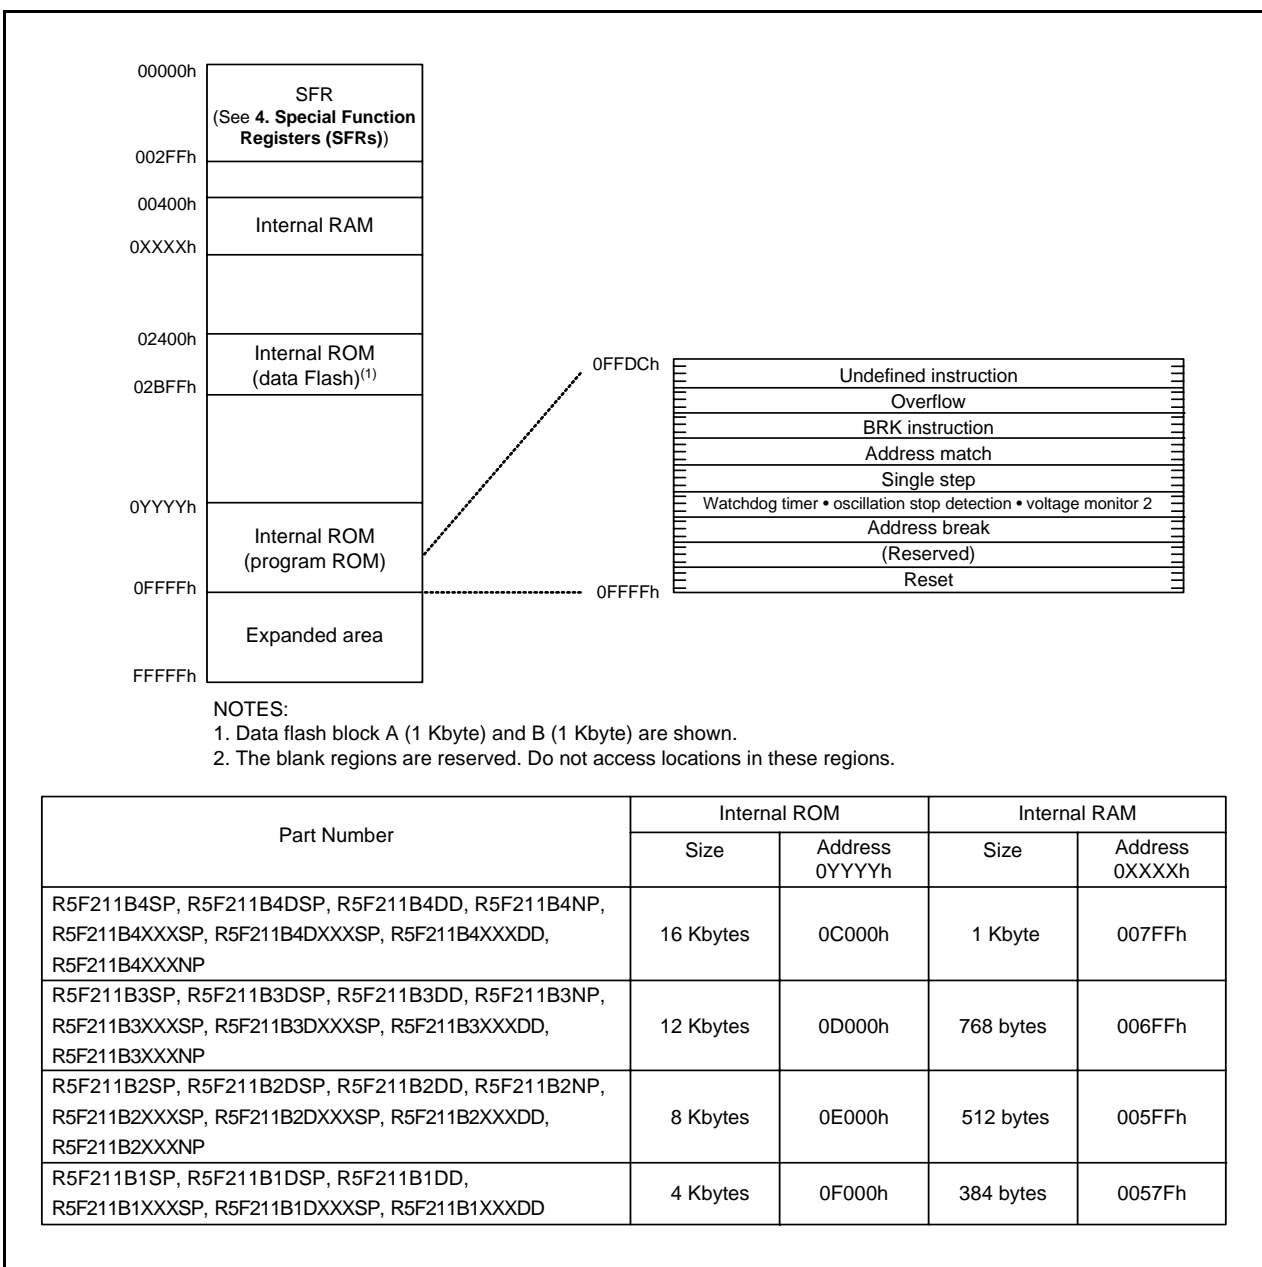 00000h
SFR
(See 4. Special Function
Registers (SFRs))
002FFh
00400h
Internal RAM
0XXXXh
02400h
Internal ROM
(data Flash)(1)
02BFFh
0YYYYh
Internal ROM
(program ROM)
0FFFFh
Expanded area
FFFFFh
0FFDCh
Undefined instruction
Overflow
BRK instruction
Address match
Single step
Watchdog timer • oscillation stop detection • voltage monitor 2
Address break
(Reserved)
Reset
0FFFFh
NOTES:
1. Data flash block A (1 Kbyte) and B (1 Kbyte) are shown.
2. The blank regions are reserved. Do not access locations in these regions.
Part Number
Internal ROM
Internal RAM
Size
Address
0YYYYh
Size
Address
0XXXXh
R5F211B4SP, R5F211B4DSP, R5F211B4DD, R5F211B4NP,
R5F211B4XXXSP, R5F211B4DXXXSP, R5F211B4XXXDD,
R5F211B4XXXNP
16 Kbytes
0C000h
1 Kbyte
007FFh
R5F211B3SP, R5F211B3DSP, R5F211B3DD, R5F211B3NP,
R5F211B3XXXSP, R5F211B3DXXXSP, R5F211B3XXXDD,
R5F211B3XXXNP
12 Kbytes
0D000h
768 bytes
006FFh
R5F211B2SP, R5F211B2DSP, R5F211B2DD, R5F211B2NP,
R5F211B2XXXSP, R5F211B2DXXXSP, R5F211B2XXXDD,
R5F211B2XXXNP
8 Kbytes
0E000h
512 bytes
005FFh
R5F211B1SP, R5F211B1DSP, R5F211B1DD,
R5F211B1XXXSP, R5F211B1DXXXSP, R5F211B1XXXDD
4 Kbytes
0F000h
384 bytes
0057Fh